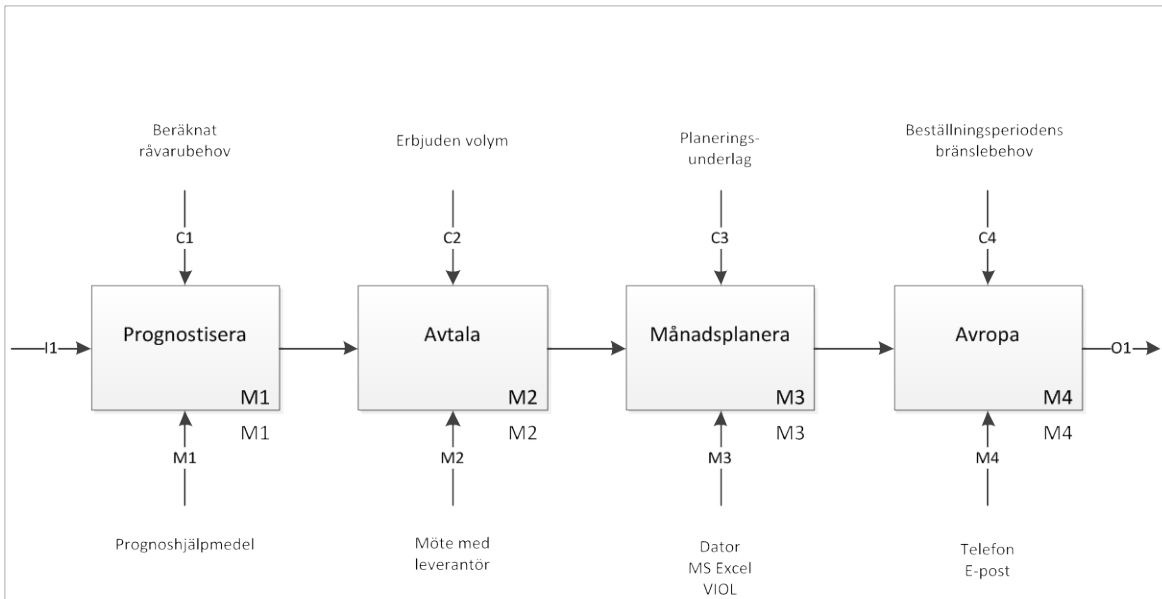 Beräknat
råvarubehov
Erbjuden volym
Planerings-
underlag
Beställningsperiodens
bränslebehov
C1
C2
C3
C4
I1
Prognostisera
M1
Avtala
M2
Månadsplanera
M3
Avropa
M4
O1
M1
M2
M3
M4
M1
M2
M3
M4
Prognoshjälpmedel
Möte med
leverantör
Dator
MS Excel
VIOL
Telefon
E-post